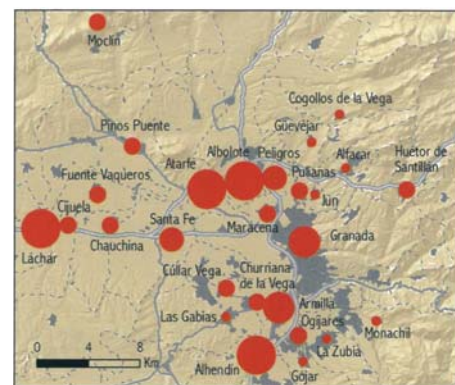 Moclín
Cogollos de la Vega
Pinos Puente
Güevéjar
Albolote
Peligros
Alfacar
Huétor de
Santillán
Atarfe
Pulianas
Fuente Vaqueros
Jun
Cijuela
Santa Fe
Maracena
Chauchina
Granada
Láchar
Cúllar Vega
Churriana
de la Vega
Armilla
Las Gabias
Ogíjares
Monachil
La Zubia
0 4 8
Km
Alhendín
Gójar